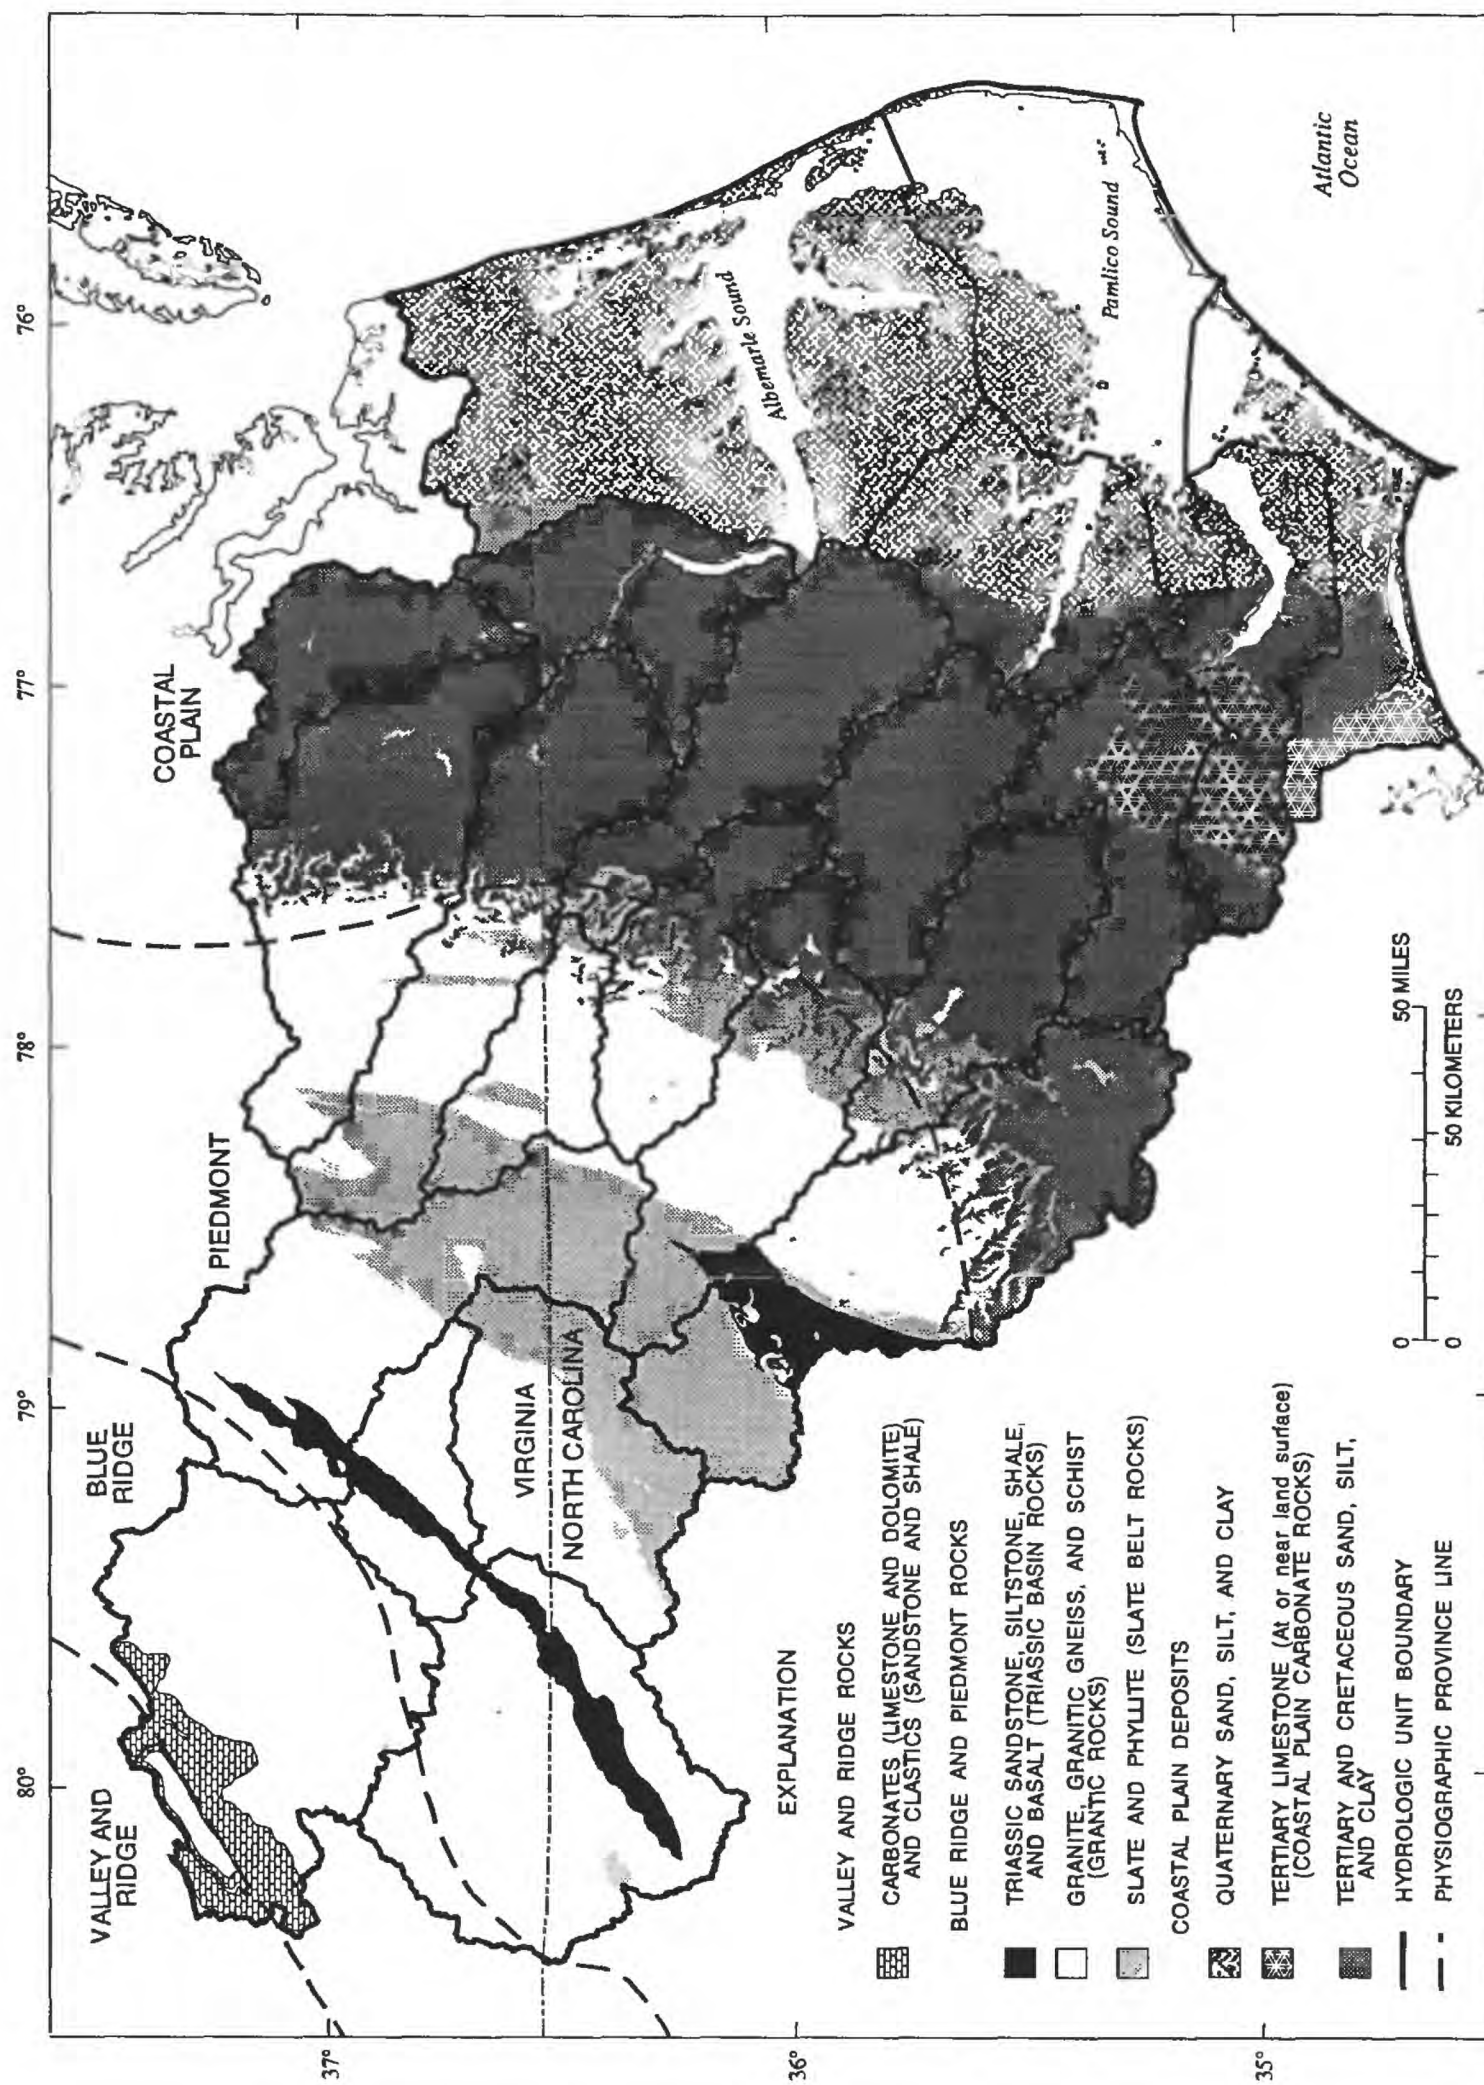 80°
79°
78°
77°
76°
37°
36°
35°
VALLEY AND
RIDGE
BLUE
RIDGE
PIEDMONT
COASTAL
PLAIN
VIRGINIA
NORTH CAROLINA
Albemarle Sound
Pamlico Sound
Atlantic
Ocean
EXPLANATION
VALLEY AND RIDGE ROCKS
CARBONATES (LIMESTONE AND DOLOMITE)
AND CLASTICS (SANDSTONE AND SHALE)
BLUE RIDGE AND PIEDMONT ROCKS
TRIASSIC SANDSTONE, SILTSTONE, SHALE,
AND BASALT (TRIASSIC BASIN ROCKS)
GRANITE, GRANITIC GNEISS, AND SCHIST
(GRANTIC ROCKS)
SLATE AND PHYLLITE (SLATE BELT ROCKS)
COASTAL PLAIN DEPOSITS
QUATERNARY SAND, SILT, AND CLAY
TERTIARY LIMESTONE (At or near land surface)
(COASTAL PLAIN CARBONATE ROCKS)
TERTIARY AND CRETACEOUS SAND, SILT,
AND CLAY
HYDROLOGIC UNIT BOUNDARY
PHYSIOGRAPHIC PROVINCE LINE
0 50 MILES
0 50 KILOMETERS